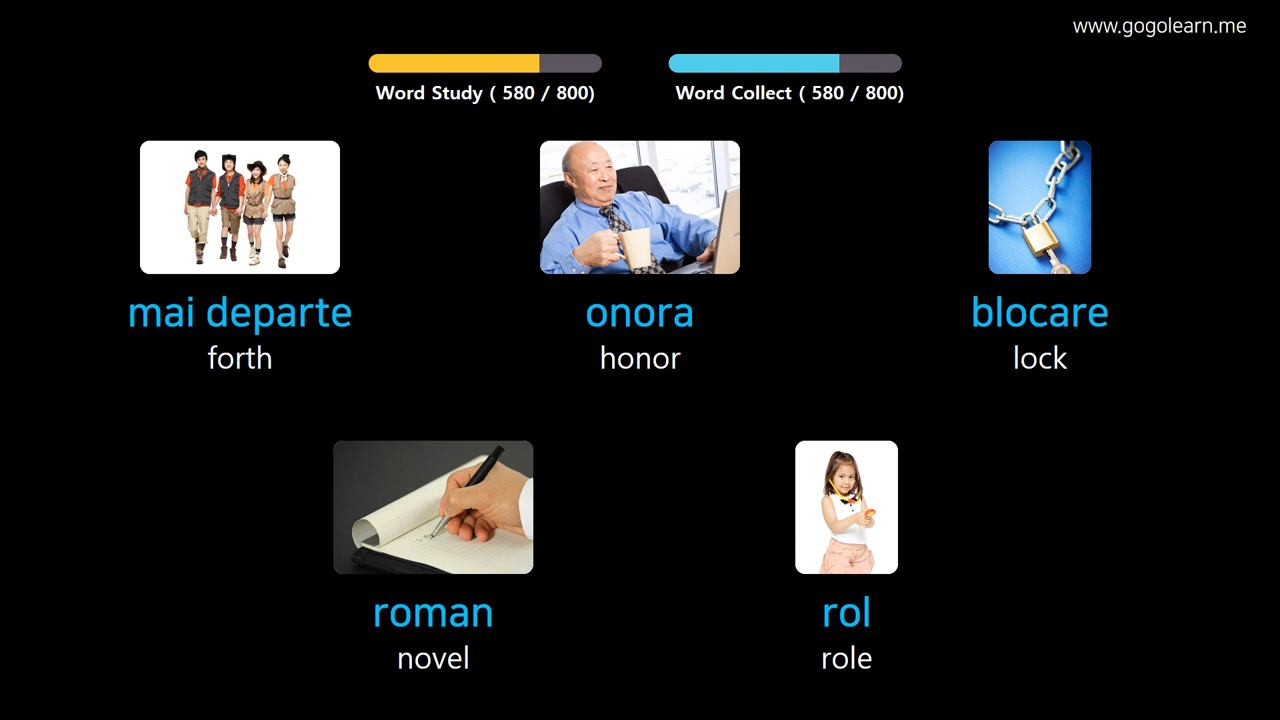 www.gogolearn.me
Word Study ( 580 / 800)
Word Collect ( 580 / 800)
mai departe
forth
onora
honor
blocare
lock
roman
novel
rol
role